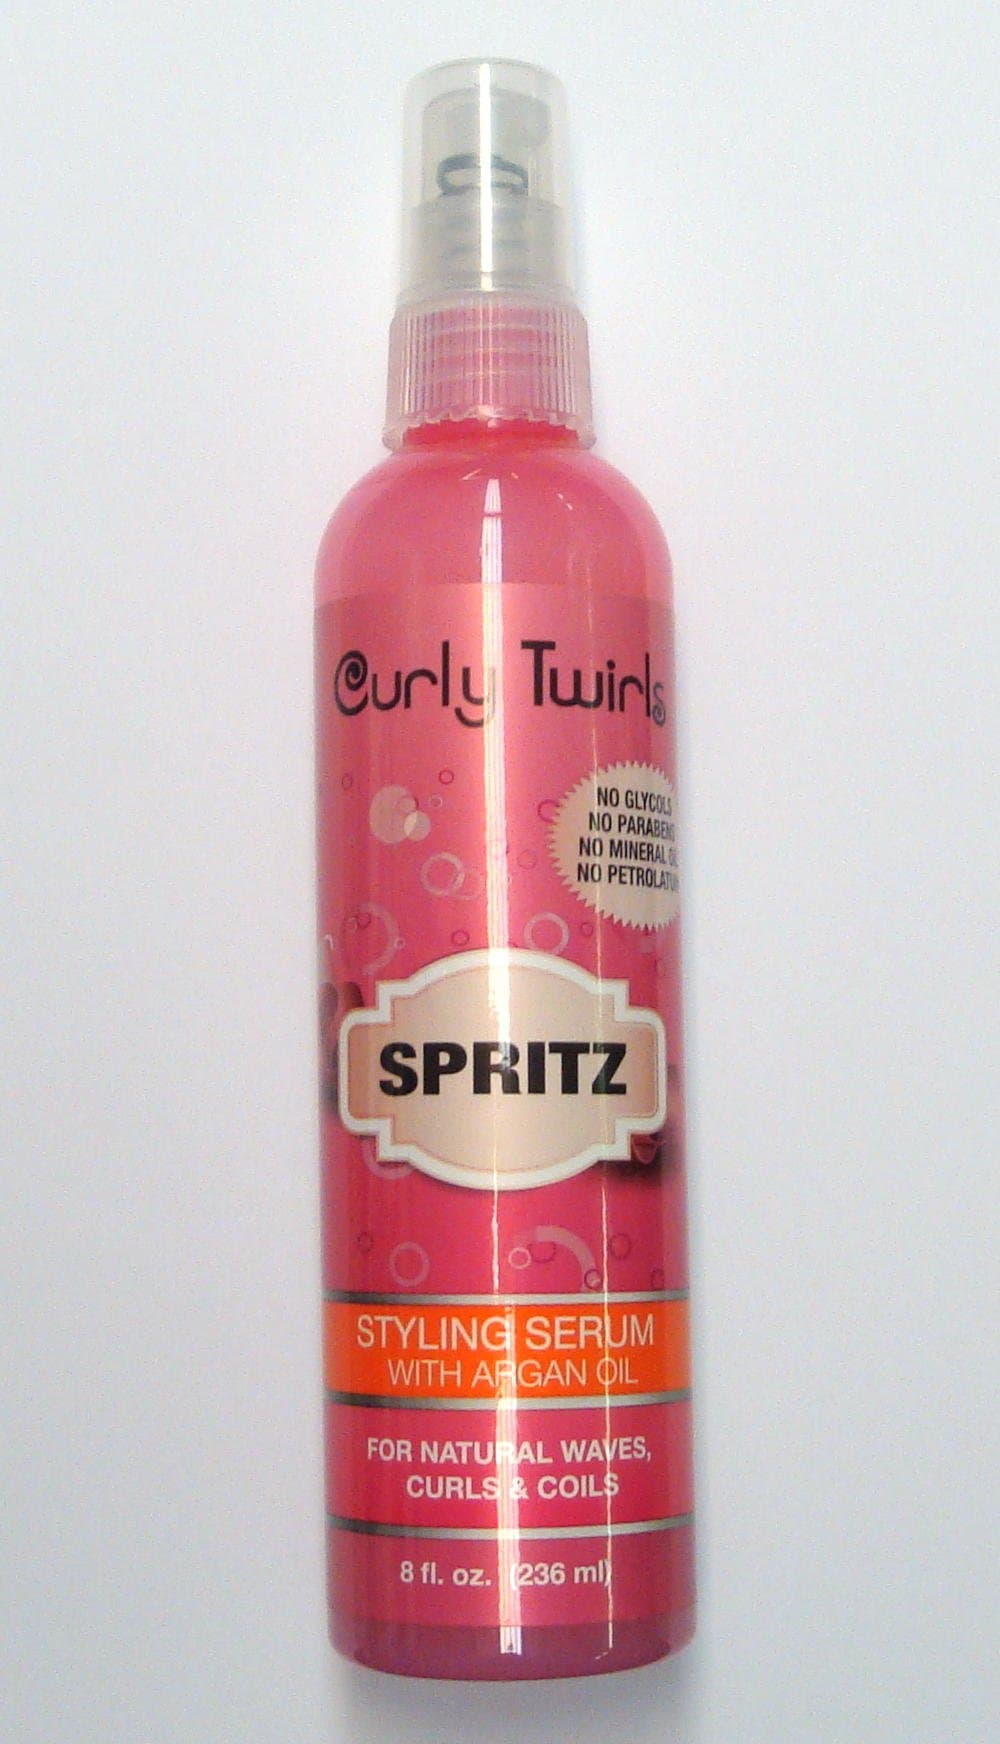 Curly Twirls
NO GLYCOLS
NO PARABENS
NO MINERAL
NO PETROLATUM
SPRITZ
STYLING SERUM
WITH ARGAN OIL
FOR NATURAL WAVES,
CURLS & COILS
8 fl. oz. (236 ml)